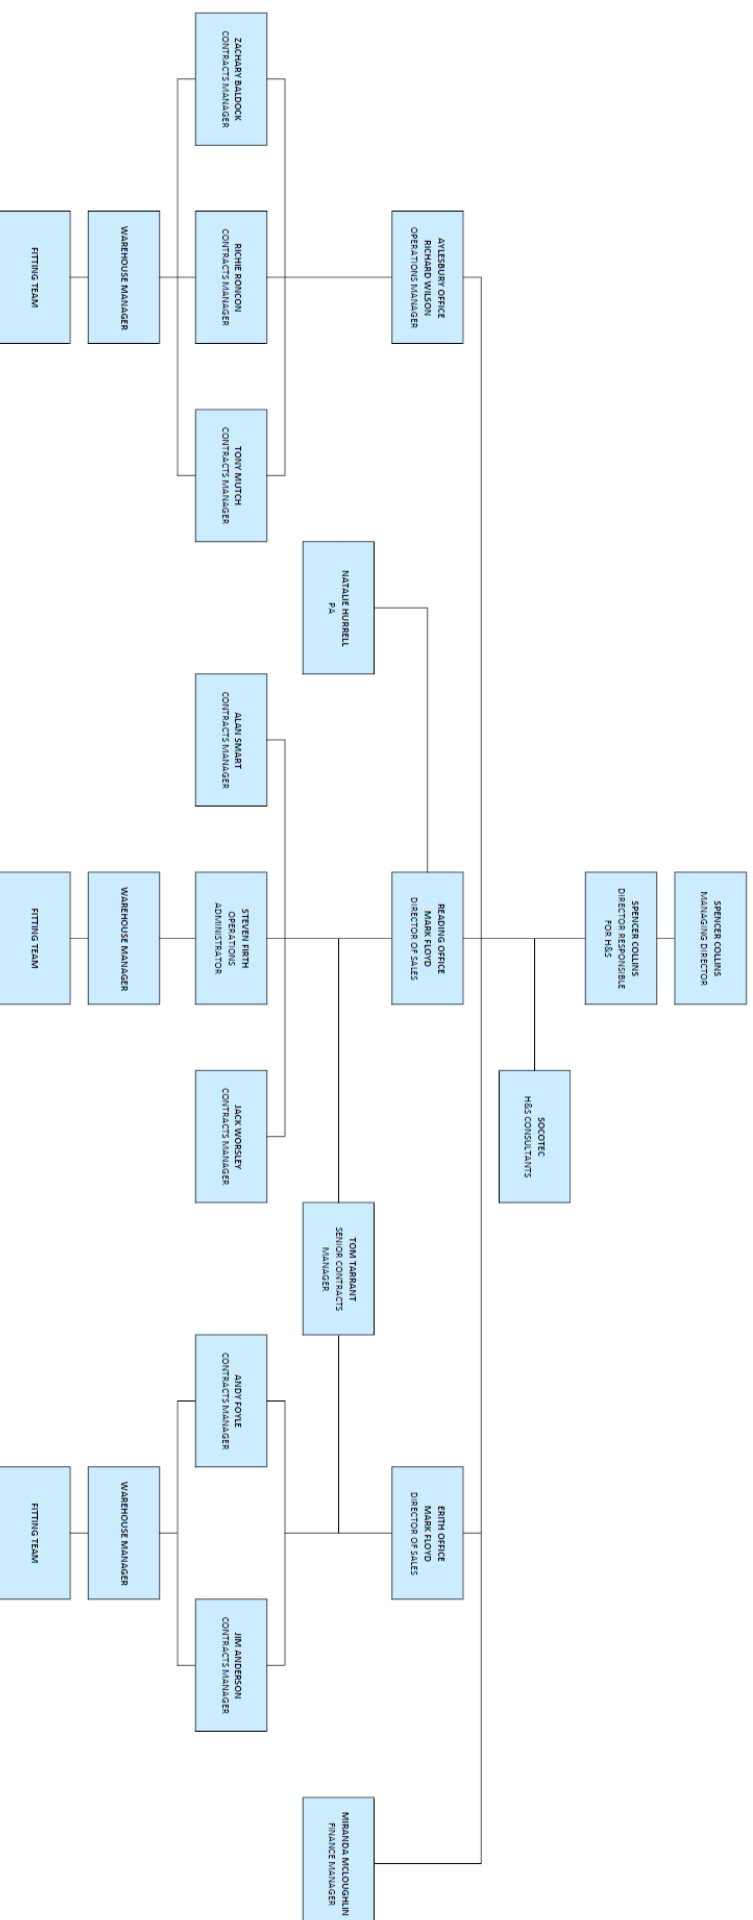 SPENCER COLLINS
MANAGING DIRECTOR
SPENCER COLLINS
DIRECTOR RESPONSIBLE
FOR H&S
SOCOTEC
H&S CONSULTANTS
AYLESBURY OFFICE
RICHARD WILSON
OPERATIONS MANAGER
READING OFFICE
MARK FLOYD
DIRECTOR OF SALES
ERITH OFFICE
MARK FLOYD
DIRECTOR OF SALES
NATALIE HURRELL
PA
TOM TARRANT
SENIOR CONTRACTS
MANAGER
MIRANDA MCLOUGHLIN
FINANCE MANAGER
ZACHARY BALDOCK
CONTRACTS MANAGER
RICHIE RONCON
CONTRACTS MANAGER
TONY MUTCH
CONTRACTS MANAGER
ALAN SMART
CONTRACTS MANAGER
STEVEN FIRTH
OPERATIONS
ADMINISTRATOR
JACK WORSLEY
CONTRACTS MANAGER
ANDY FOYLE
CONTRACTS MANAGER
JIM ANDERSON
CONTRACTS MANAGER
WAREHOUSE MANAGER
WAREHOUSE MANAGER
WAREHOUSE MANAGER
FITTING TEAM
FITTING TEAM
FITTING TEAM